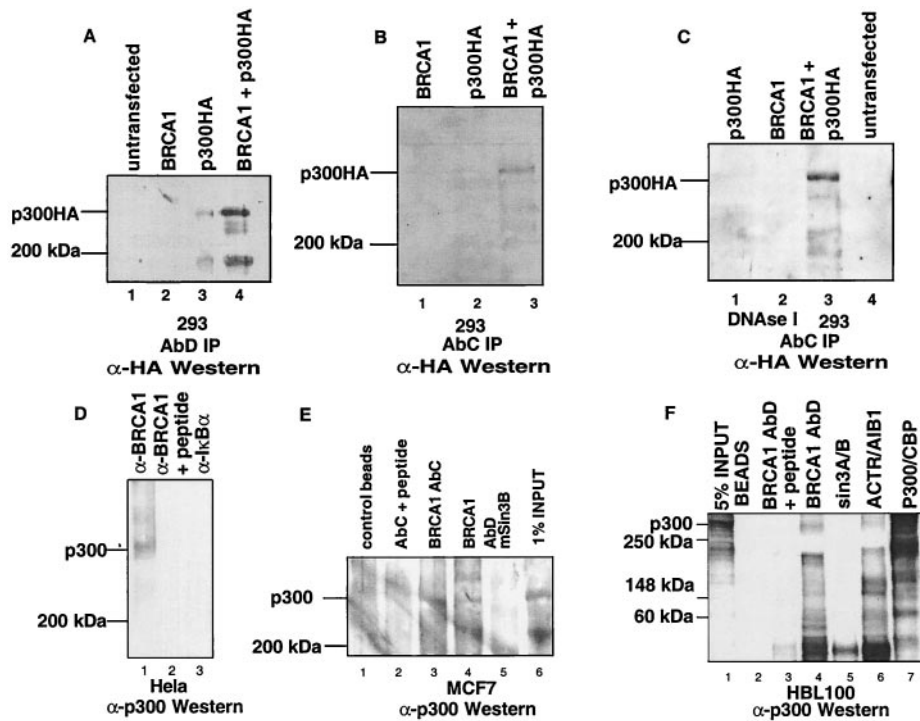 A
untransfected
BRCA1
p300HA
BRCA1 + p300HA
p300HA
200 kDa
1 2 3 4
293
AbD IP
α-HA Western
B
BRCA1
p300HA
BRCA1 +
p300HA
p300HA
200 kDa
1 2 3
293
AbC IP
α-HA Western
C
p300HA
BRCA1
BRCA1 +
p300HA
untransfected
p300HA
200 kDa
1 2 3 4
DNAse I 293
AbC IP
α-HA Western
D
α-BRCA1
α-BRCA1
+ peptide
α-IκBα
p300
200 kDa
1 2 3
Hela
α-p300 Western
E
control beads
AbC + peptide
BRCA1 AbC
BRCA1
AbD
mSin3B
1% INPUT
p300
200 kDa
1 2 3 4 5 6
MCF7
α-p300 Western
F
5% INPUT
BEADS
BRCA1 AbD
+ peptide
BRCA1 AbD
sin3A/B
ACTR/AIB1
P300/CBP
p300
250 kDa
148 kDa
60 kDa
1 2 3 4 5 6 7
HBL100
α-p300 Western